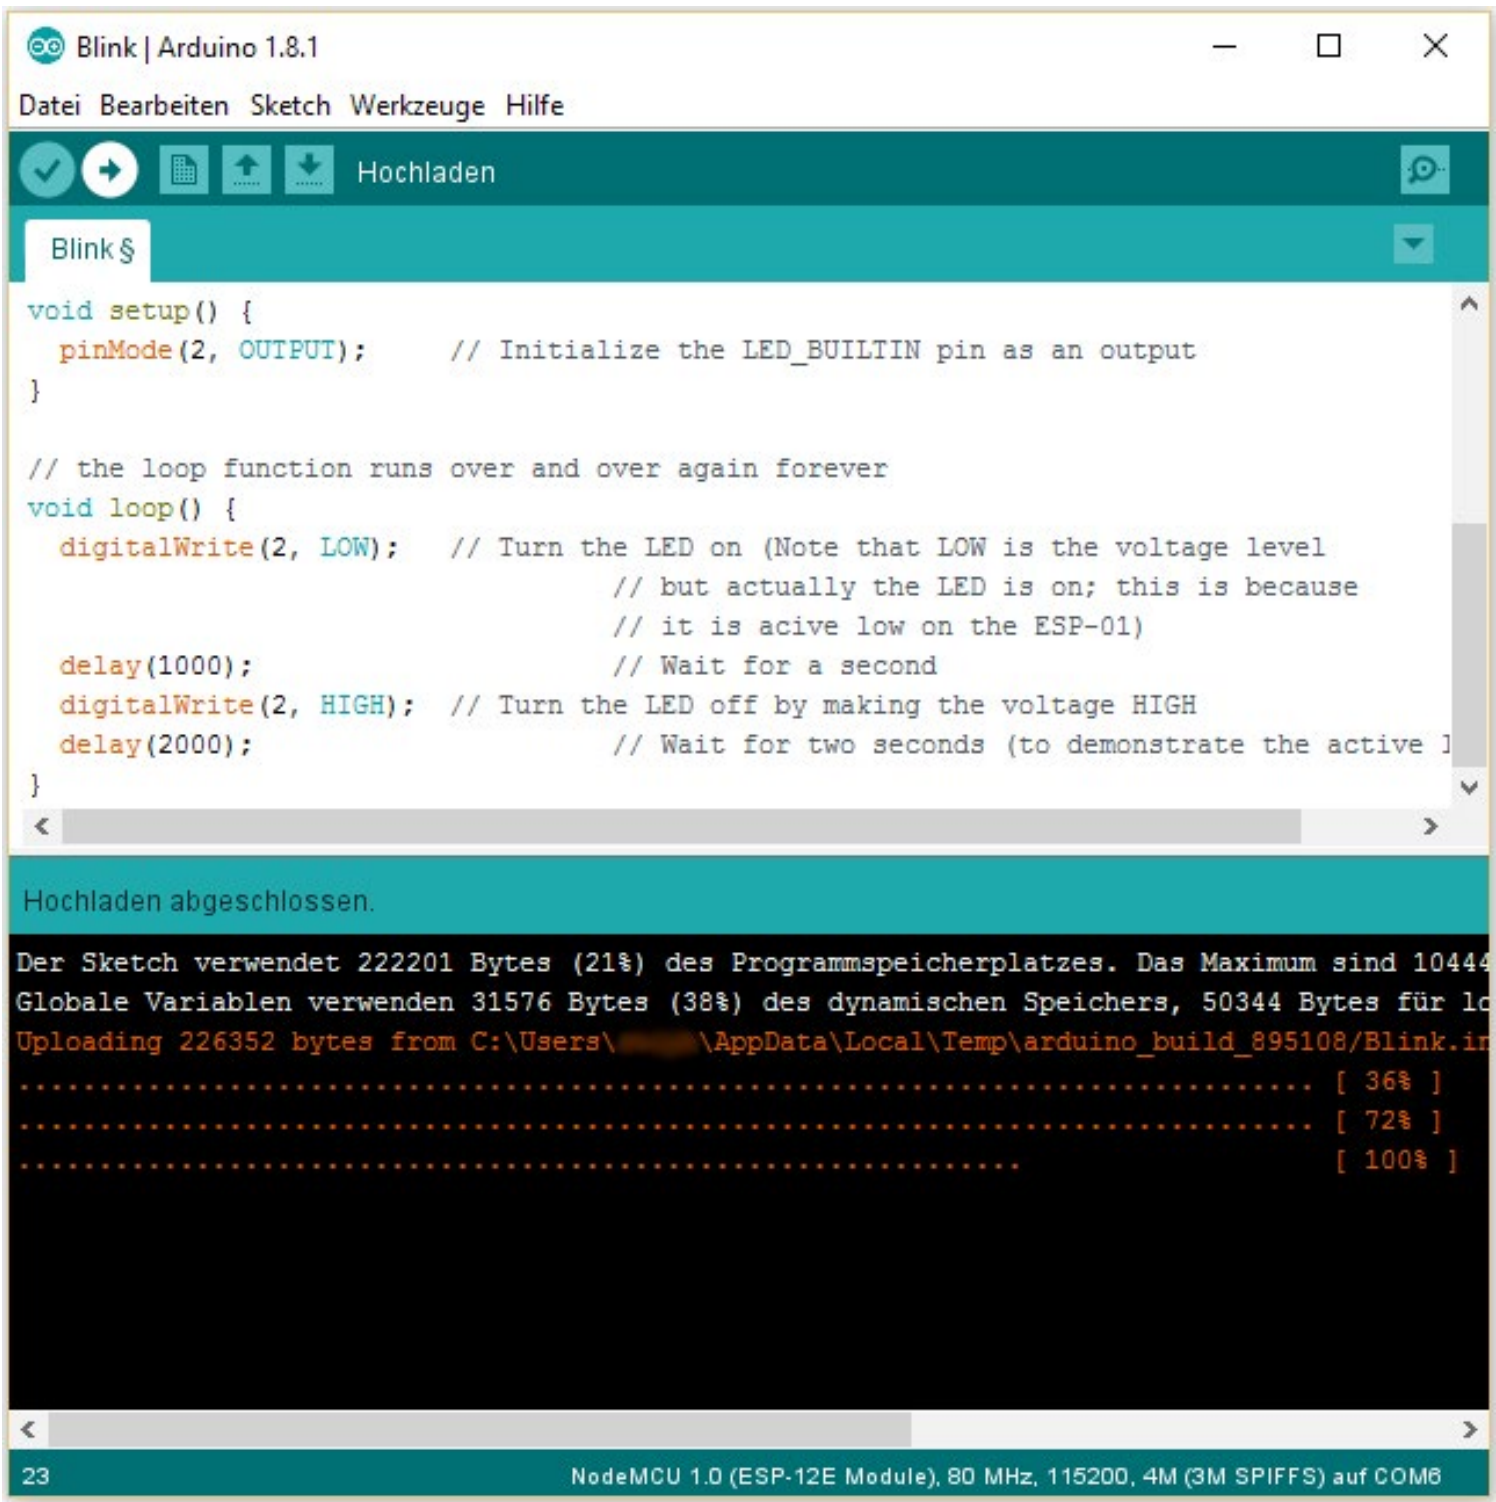 Blink | Arduino 1.8.1
Datei Bearbeiten Sketch Werkzeuge Hilfe
Hochladen
Blink §
void setup() {
  pinMode(2, OUTPUT);     // Initialize the LED_BUILTIN pin as an output
}
// the loop function runs over and over again forever
void loop() {
  digitalWrite(2, LOW);   // Turn the LED on (Note that LOW is the voltage level
                                    // but actually the LED is on; this is because
                                    // it is acive low on the ESP-01)
  delay(1000);                      // Wait for a second
  digitalWrite(2, HIGH);  // Turn the LED off by making the voltage HIGH
  delay(2000);                      // Wait for two seconds (to demonstrate the active
}
Hochladen abgeschlossen.
Der Sketch verwendet 222201 Bytes (21%) des Programmspeicherplatzes. Das Maximum sind 10444
Globale Variablen verwenden 31576 Bytes (38%) des dynamischen Speichers, 50344 Bytes für
Uploading 226352 bytes from C:\Users\ \AppData\Local\Temp\arduino_build_895108/Blink.in
................................................................................ [ 36% ]
................................................................................ [ 72% ]
..............................................................                   [ 100% ]
23 NodeMCU 1.0 (ESP-12E Module), 80 MHz, 115200, 4M (3M SPIFFS) auf COM6